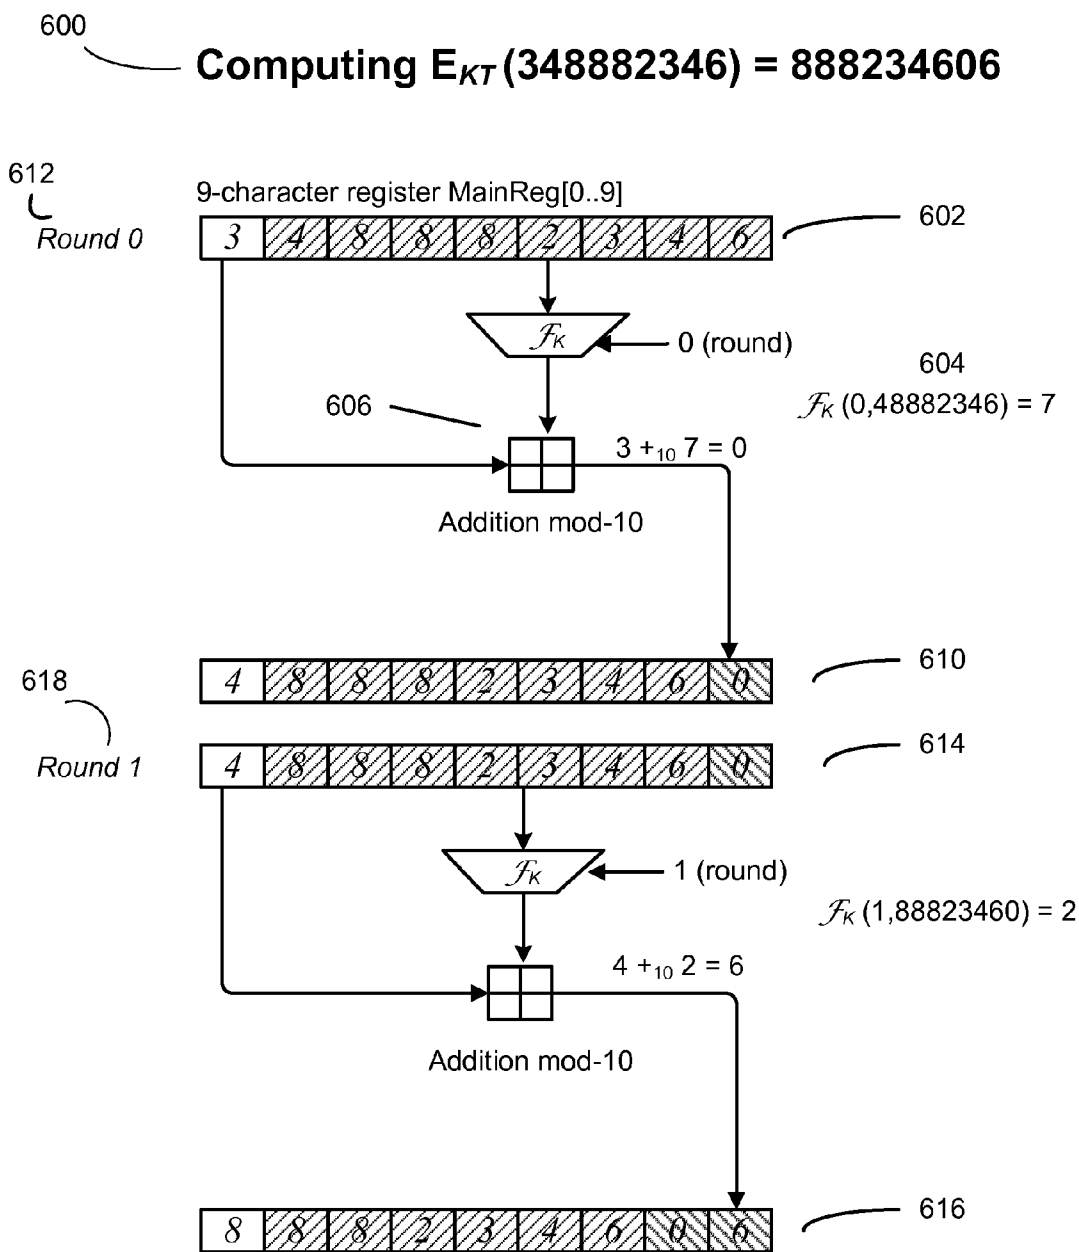 600
Computing E_KT (348882346) = 888234606
612
9-character register MainReg[0..9]
Round 0
3 4 8 8 8 2 3 4 6
602
ℱ_K
0 (round)
604
ℱ_K (0,48882346) = 7
606
3 +₁₀ 7 = 0
Addition mod-10
4 8 8 8 2 3 4 6 0
610
618
Round 1
4 8 8 8 2 3 4 6 0
614
ℱ_K
1 (round)
ℱ_K (1,88823460) = 2
4 +₁₀ 2 = 6
Addition mod-10
8 8 8 2 3 4 6 0 6
616